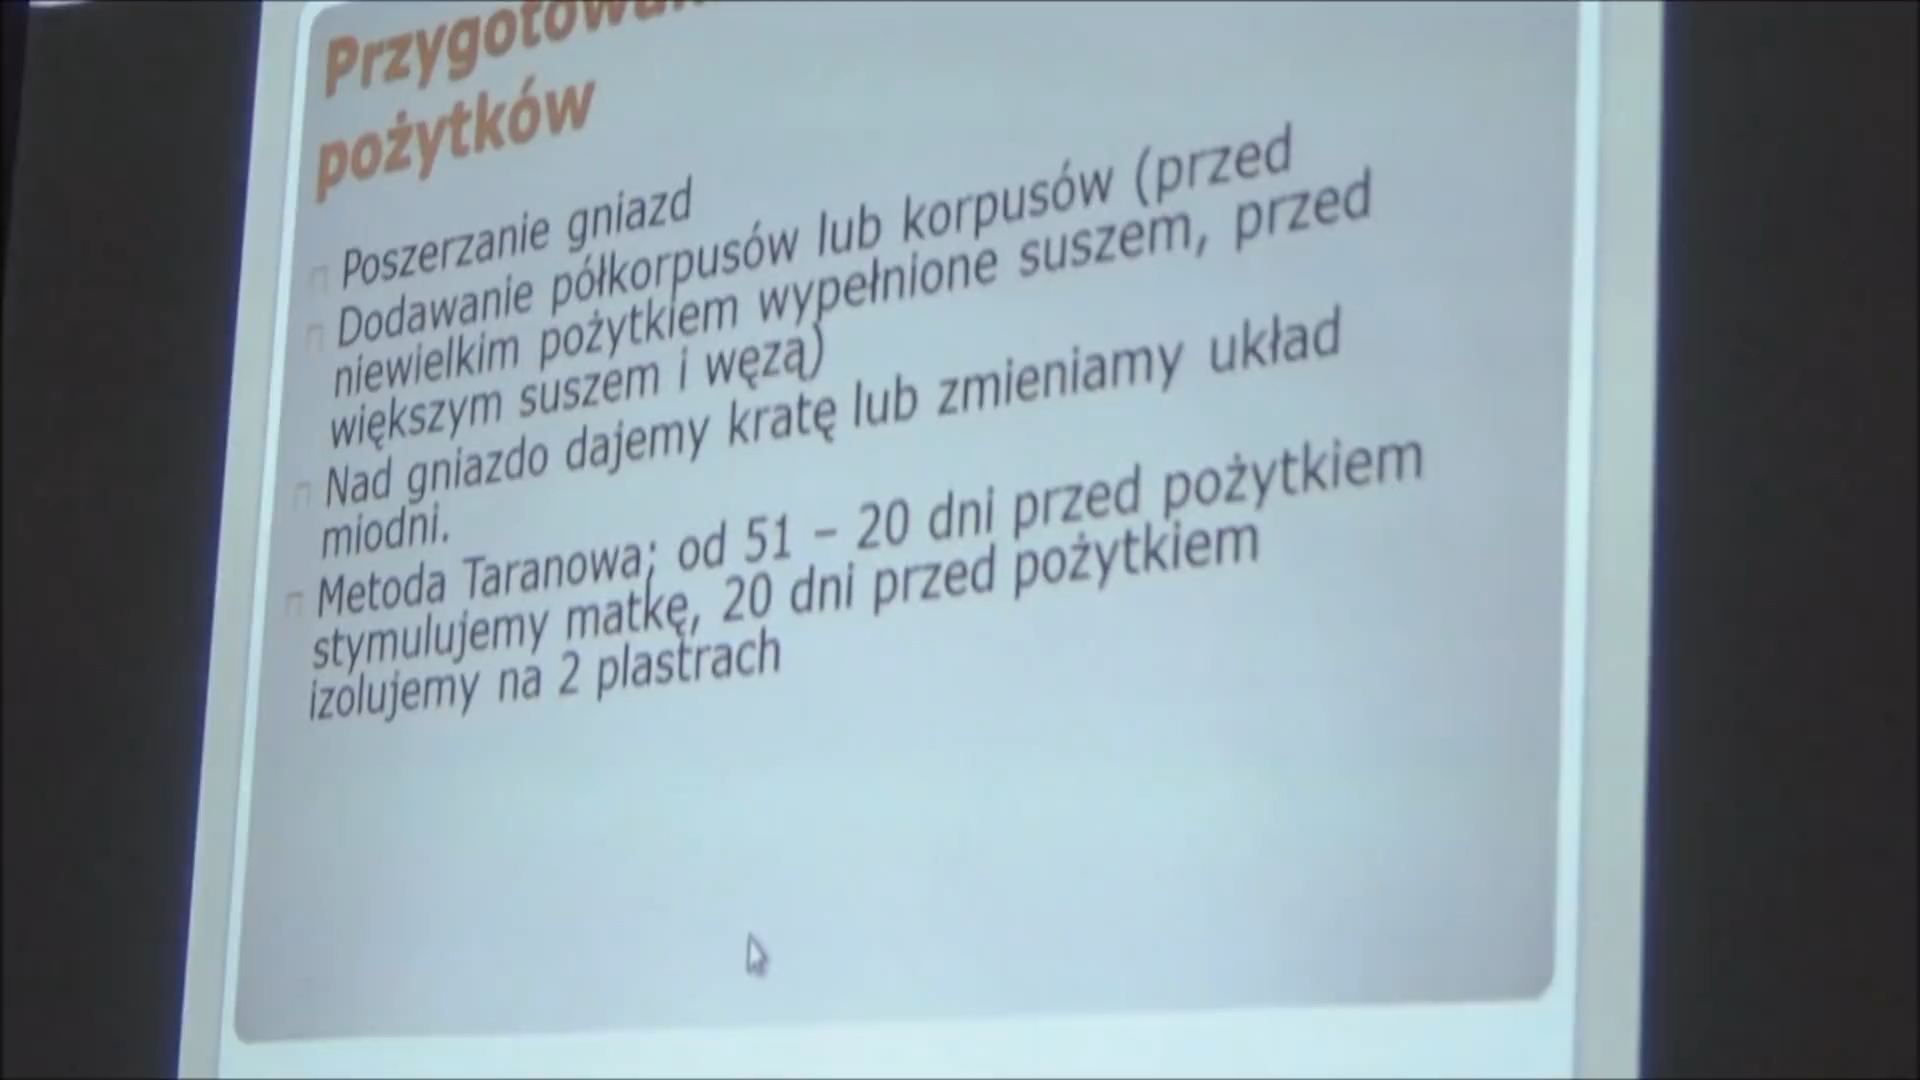 pożytków
Poszerzanie gniazd
Dodawanie półkorpusów lub korpusów (przed
niewielkim pożytkiem wypełnione suszem, przed
większym suszem i węzą)
Nad gniazdo dajemy kratę lub zmieniamy układ
miodni.
Metoda Taranowa; od 51 – 20 dni przed pożytkiem
stymulujemy matkę, 20 dni przed pożytkiem
izolujemy na 2 plastrach